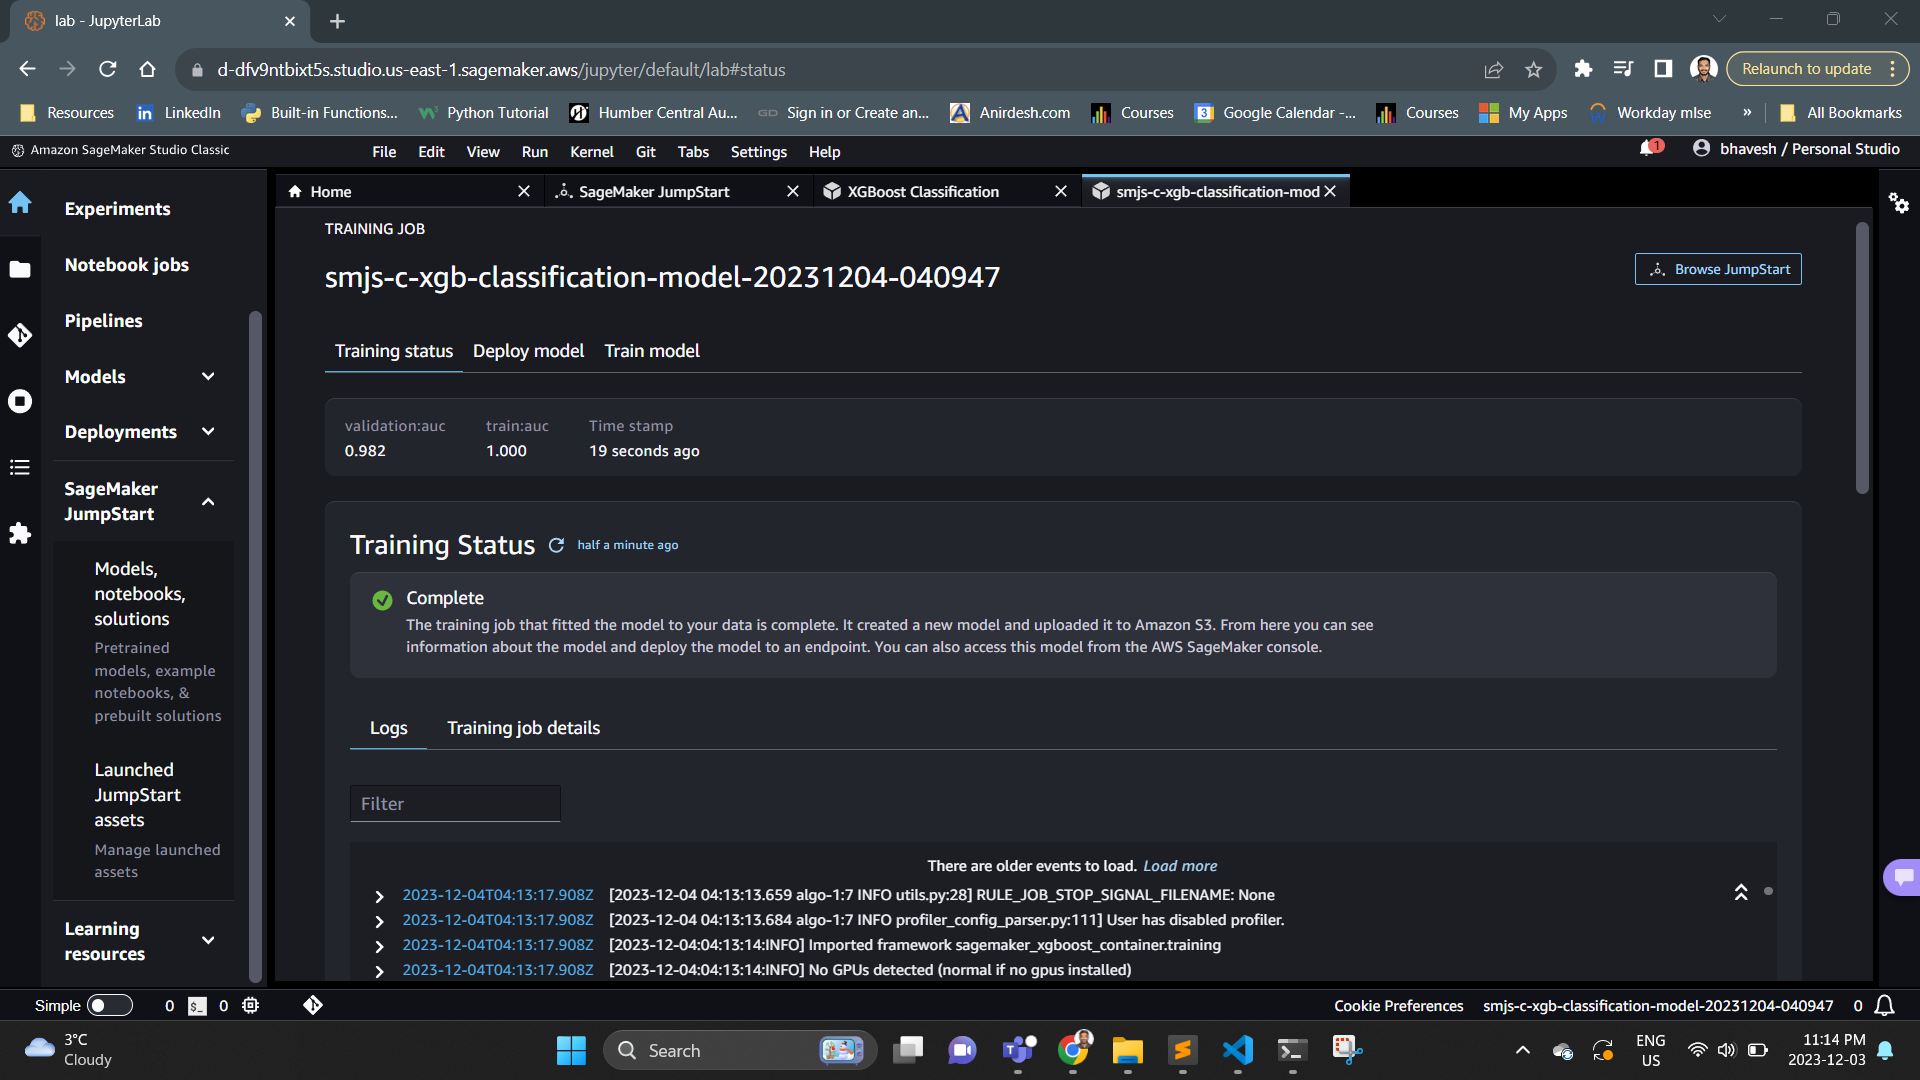 lab - JupyterLab
d-dfv9ntbixt5s.studio.us-east-1.sagemaker.aws/jupyter/default/lab#status
Relaunch to update
Resources
LinkedIn
Built-in Functions...
Python Tutorial
Humber Central Au...
Sign in or Create an...
Anirdesh.com
Courses
Google Calendar -...
Courses
My Apps
Workday mlse
»
All Bookmarks
Amazon SageMaker Studio Classic
File Edit View Run Kernel Git Tabs Settings Help
1
bhavesh / Personal Studio
Home
SageMaker JumpStart
XGBoost Classification
smjs-c-xgb-classification-mod
Experiments
Notebook jobs
Pipelines
Models
Deployments
SageMaker
JumpStart
Models,
notebooks,
solutions
Pretrained
models, example
notebooks, &
prebuilt solutions
Launched
JumpStart
assets
Manage launched
assets
Learning
resources
TRAINING JOB
smjs-c-xgb-classification-model-20231204-040947
Browse JumpStart
Training status Deploy model Train model
validation:auc train:auc Time stamp
0.982 1.000 19 seconds ago
Training Status half a minute ago
Complete
The training job that fitted the model to your data is complete. It created a new model and uploaded it to Amazon S3. From here you can see
information about the model and deploy the model to an endpoint. You can also access this model from the AWS SageMaker console.
Logs Training job details
Filter
There are older events to load. Load more
2023-12-04T04:13:17.908Z [2023-12-04 04:13:13.659 algo-1:7 INFO utils.py:28] RULE_JOB_STOP_SIGNAL_FILENAME: None
2023-12-04T04:13:17.908Z [2023-12-04 04:13:13.684 algo-1:7 INFO profiler_config_parser.py:111] User has disabled profiler.
2023-12-04T04:13:17.908Z [2023-12-04:04:13:14:INFO] Imported framework sagemaker_xgboost_container.training
2023-12-04T04:13:17.908Z [2023-12-04:04:13:14:INFO] No GPUs detected (normal if no gpus installed)
Simple 0 $_ 0
Cookie Preferences smjs-c-xgb-classification-model-20231204-040947 0
3°C
Cloudy
Search
ENG
US
11:14 PM
2023-12-03